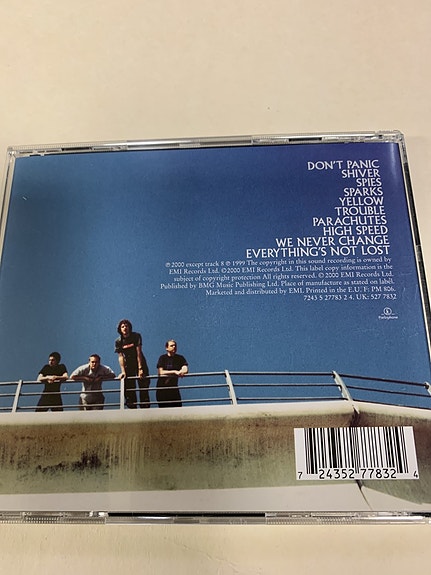 DON'T PANIC
SHIVER
SPIES
SPARKS
YELLOW
TROUBLE
PARACHUTES
HIGH SPEED
WE NEVER CHANGE
EVERYTHING'S NOT LOST
℗ 2000 except track 8 ℗ 1999 The copyright in this sound recording is owned by
EMI Records Ltd. ©2000 EMI Records Ltd. This label copy information is the
subject of copyright protection All rights reserved. © 2000 EMI Records Ltd.
Published by BMG Music Publishing Ltd. Place of manufacture as stated on label.
Marketed and distributed by EMI. Printed in the E.U. F: PM 806.
7243 5 27783 2 4. UK: 527 7832
Parlophone
7 24352 77832 4